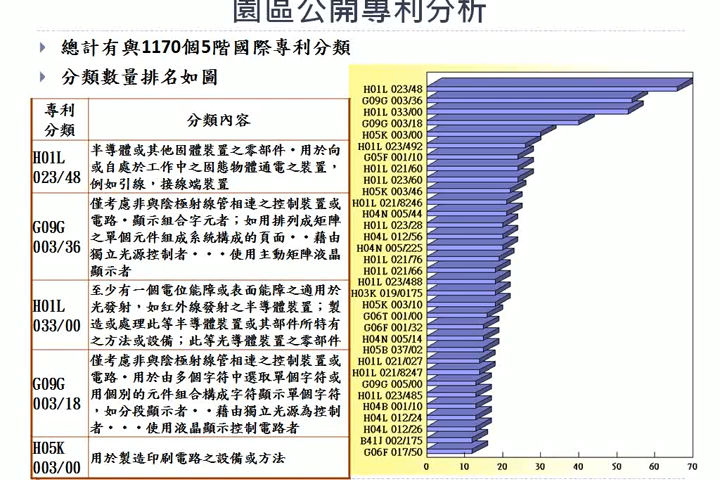 園區公開專利分析
總計有與1170個5階國際專利分類
分類數量排名如圖
專利
分類
分類內容
H01L
023/48
半導體或其他固體裝置之零部件‧用於向
或自處於工作中之固態物體通電之裝置,
例如引線,接線端裝置
G09G
003/36
僅考慮非與陰極射線管相連之控制裝置或
電路‧顯示組合字元者;如用排列成矩陣
之單個元件組成系統構成的頁面‧‧藉由
獨立光源控制者‧‧‧使用主動矩陣液晶
顯示者
H01L
033/00
至少有一個電位能障或表面能障之適用於
光發射,如紅外線發射之半導體裝置;製
造或處理此等半導體裝置或其部件所特有
之方法或設備;此等光導體裝置之零部件
G09G
003/18
僅考慮非與陰極射線管相連之控制裝置或
電路‧用於由多個字符中選取單個字符或
用個別的元件組合構成字符顯示單個字符
,如分段顯示者‧‧藉由獨立光源為控制
者‧‧‧使用液晶顯示控制電路者
H05K
003/00
用於製造印刷電路之設備或方法
H01L 023/48
G09G 003/36
H01L 033/00
G09G 003/18
H05K 003/00
H01L 023/492
G05F 001/10
H01L 021/60
H01L 023/60
H05K 003/46
H01L 021/8246
H04N 005/44
H01L 023/28
H04L 012/56
H04N 005/225
H01L 021/76
H01L 021/66
H01L 023/488
H03K 019/0175
H05K 003/10
G06T 001/00
G06F 001/32
H04N 005/14
H05B 037/02
H01L 021/027
H01L 021/8247
G09G 005/00
H01L 023/485
H04B 001/10
H04L 012/24
H04L 012/26
B41J 002/175
G06F 017/50
0 10 20 30 40 50 60 70